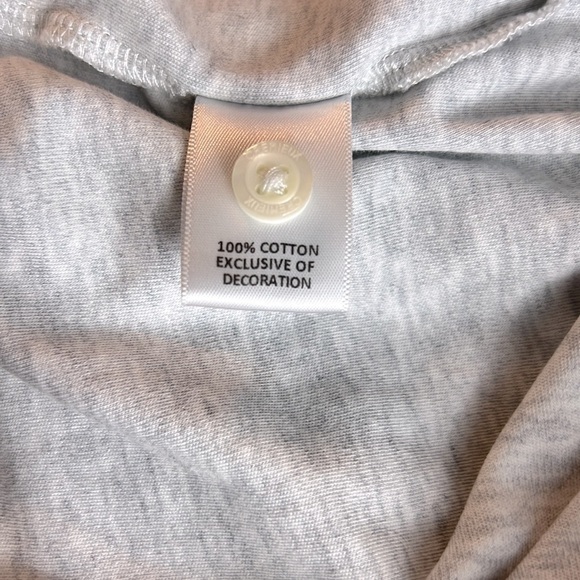 100% COTTON
EXCLUSIVE OF
DECORATION